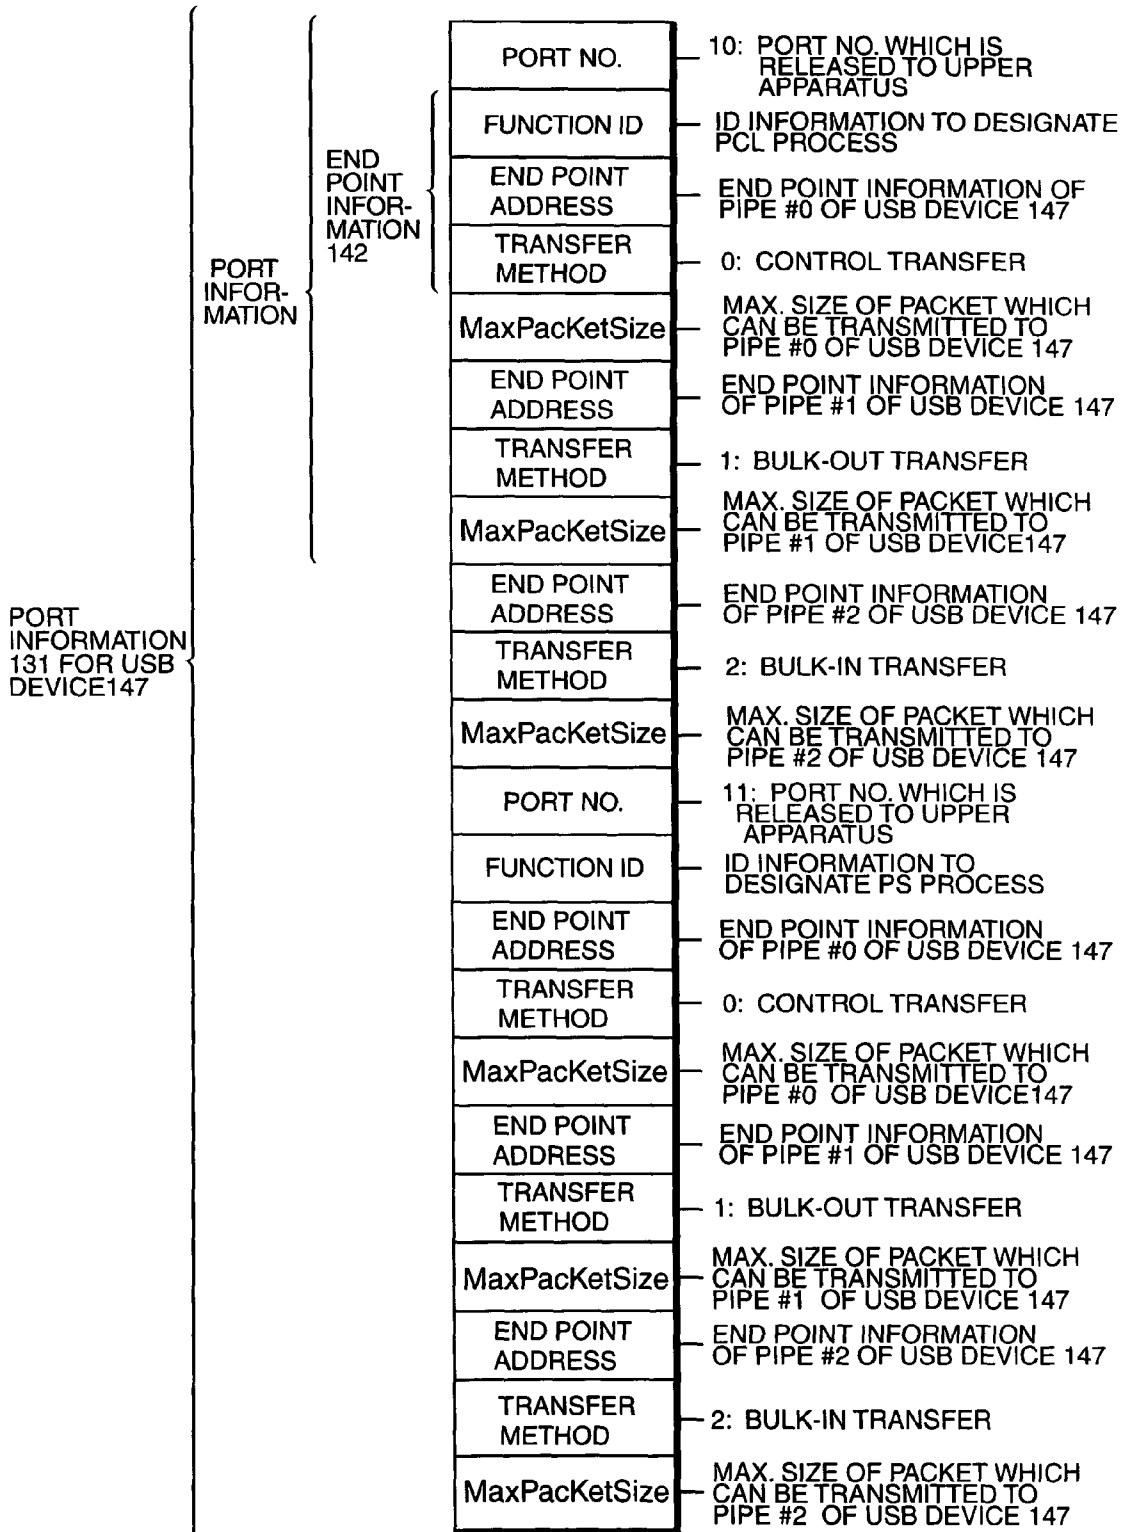 PORT NO.
10: PORT NO. WHICH IS
RELEASED TO UPPER
APPARATUS
FUNCTION ID
ID INFORMATION TO DESIGNATE
PCL PROCESS
END
POINT
INFOR-
MATION
142
END POINT
ADDRESS
END POINT INFORMATION OF
PIPE #0 OF USB DEVICE 147
TRANSFER
METHOD
0: CONTROL TRANSFER
PORT
INFOR-
MATION
MaxPacKetSize
MAX. SIZE OF PACKET WHICH
CAN BE TRANSMITTED TO
PIPE #0 OF USB DEVICE 147
END POINT
ADDRESS
END POINT INFORMATION
OF PIPE #1 OF USB DEVICE 147
TRANSFER
METHOD
1: BULK-OUT TRANSFER
MaxPacKetSize
MAX. SIZE OF PACKET WHICH
CAN BE TRANSMITTED TO
PIPE #1 OF USB DEVICE147
END POINT
ADDRESS
END POINT INFORMATION
OF PIPE #2 OF USB DEVICE 147
PORT
INFORMATION
131 FOR USB
DEVICE147
TRANSFER
METHOD
2: BULK-IN TRANSFER
MaxPacKetSize
MAX. SIZE OF PACKET WHICH
CAN BE TRANSMITTED TO
PIPE #2 OF USB DEVICE 147
PORT NO.
11: PORT NO. WHICH IS
RELEASED TO UPPER
APPARATUS
FUNCTION ID
ID INFORMATION TO
DESIGNATE PS PROCESS
END POINT
ADDRESS
END POINT INFORMATION
OF PIPE #0 OF USB DEVICE 147
TRANSFER
METHOD
0: CONTROL TRANSFER
MaxPacKetSize
MAX. SIZE OF PACKET WHICH
CAN BE TRANSMITTED TO
PIPE #0 OF USB DEVICE147
END POINT
ADDRESS
END POINT INFORMATION
OF PIPE #1 OF USB DEVICE 147
TRANSFER
METHOD
1: BULK-OUT TRANSFER
MaxPacKetSize
MAX. SIZE OF PACKET WHICH
CAN BE TRANSMITTED TO
PIPE #1 OF USB DEVICE 147
END POINT
ADDRESS
END POINT INFORMATION
OF PIPE #2 OF USB DEVICE 147
TRANSFER
METHOD
2: BULK-IN TRANSFER
MaxPacKetSize
MAX. SIZE OF PACKET WHICH
CAN BE TRANSMITTED TO
PIPE #2 OF USB DEVICE 147